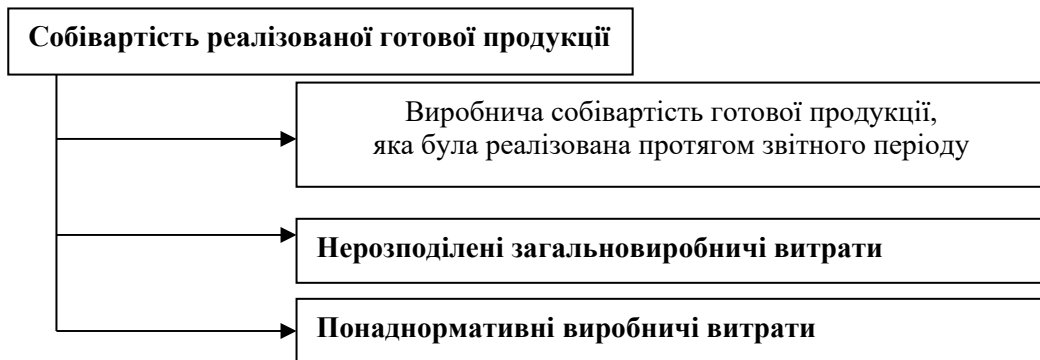 Собівартість реалізованої готової продукції
Виробнича собівартість готової продукції,
яка була реалізована протягом звітного періоду
Нерозподілені загальновиробничі витрати
Понаднормативні виробничі витрати